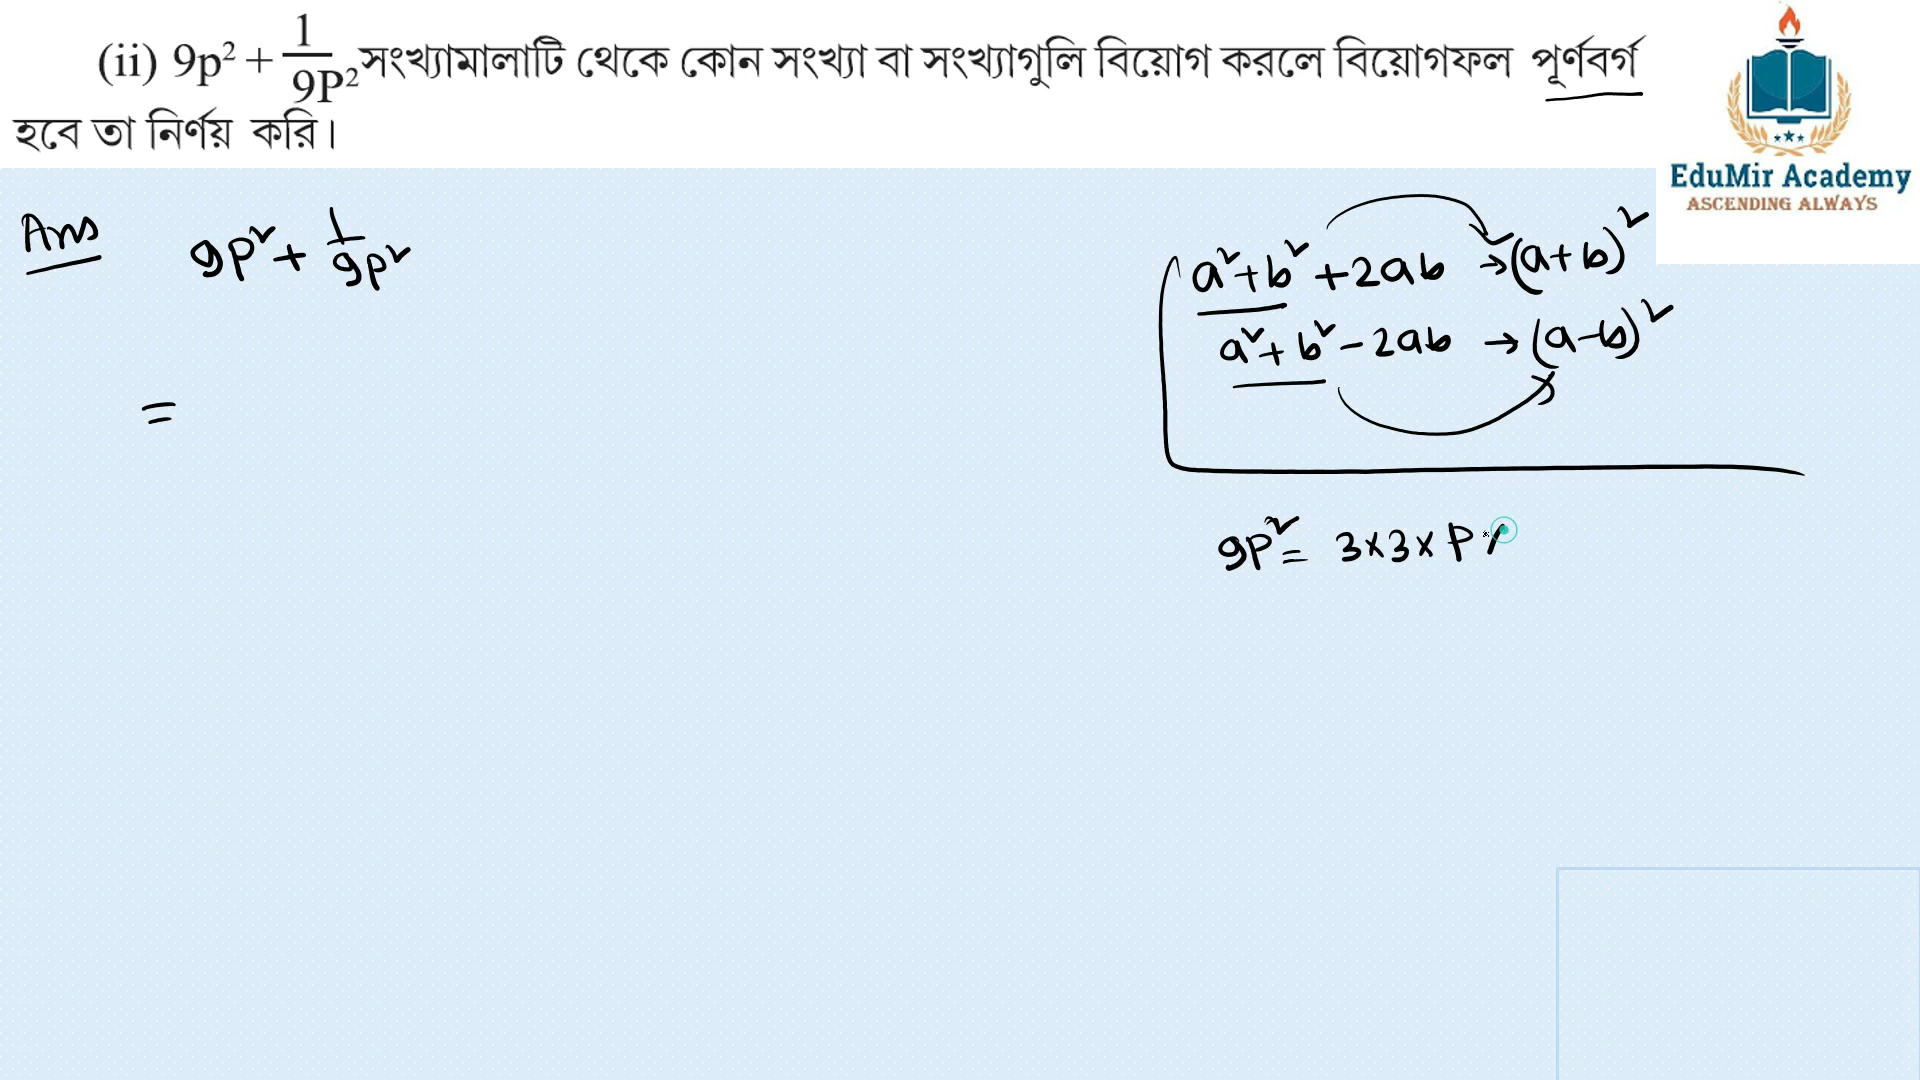 (ii) 9p² + 1/9P² সংখ্যামালাটি থেকে কোন সংখ্যা বা সংখ্যাগুলি বিয়োগ করলে বিয়োগফল পূর্ণবর্গ
হবে তা নির্ণয় করি।
EduMir Academy
ASCENDING ALWAYS
Ans 9p² + 1/9p²
=
a²+b²+2ab →(a+b)²
a²+b²-2ab →(a-b)²
9p² = 3×3×P